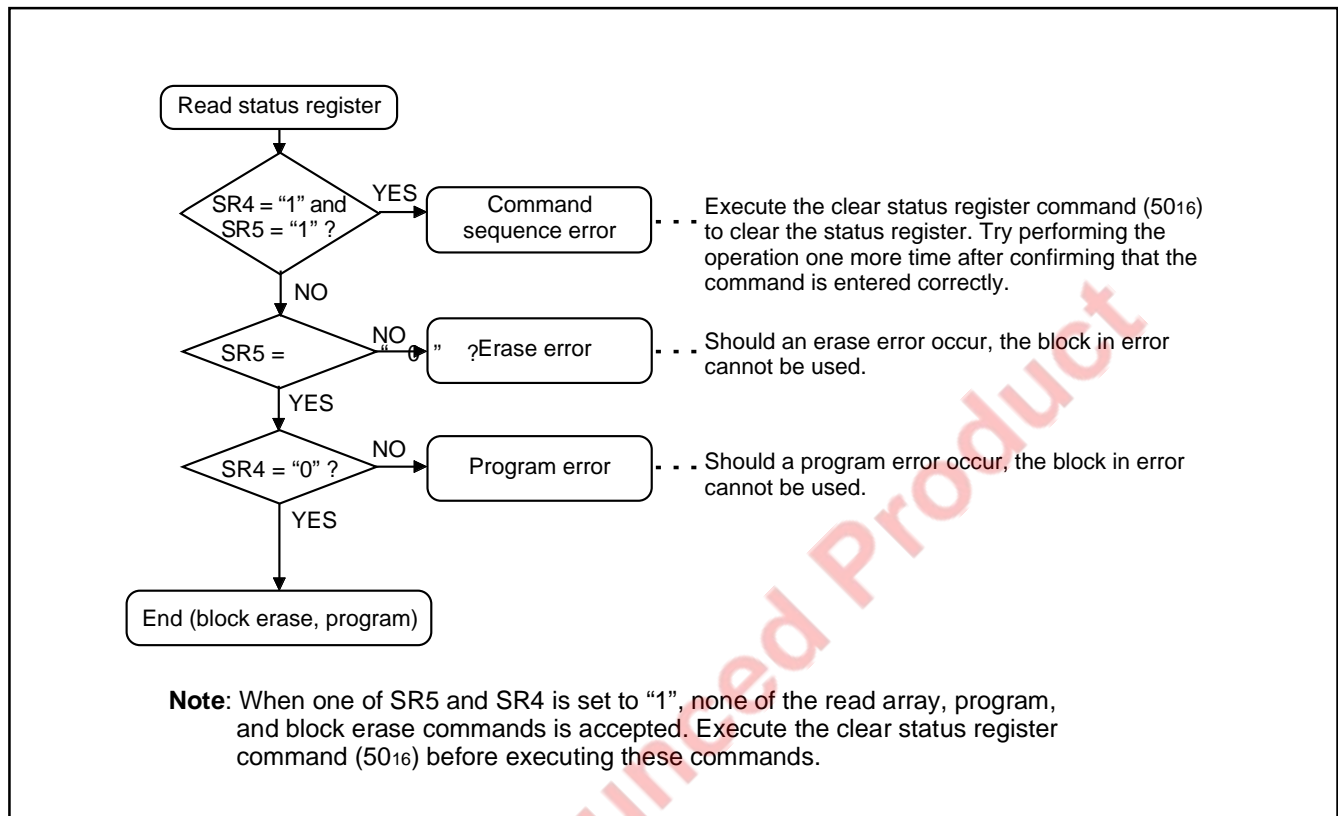 Read status register
SR4 = “1” and
SR5 = “1” ?
YES
Command
sequence error
Execute the clear status register command (5016)
to clear the status register. Try performing the
operation one more time after confirming that the
command is entered correctly.
NO
SR5 = “0” ?
NO
Erase error
Should an erase error occur, the block in error
cannot be used.
YES
SR4 = “0” ?
NO
Program error
Should a program error occur, the block in error
cannot be used.
YES
End (block erase, program)
Note: When one of SR5 and SR4 is set to “1”, none of the read array, program,
and block erase commands is accepted. Execute the clear status register
command (5016) before executing these commands.
unced Product